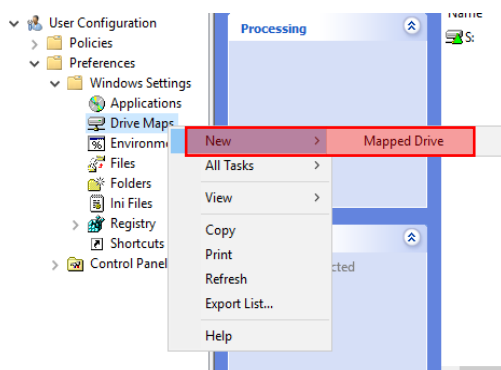 User Configuration
Policies
Preferences
Windows Settings
Applications
Drive Maps
Files
Folders
Ini Files
Registry
Shortcuts
Control Panel
Processing
Name
S:
New
Mapped Drive
All Tasks
View
Copy
Print
Refresh
Export List...
Help